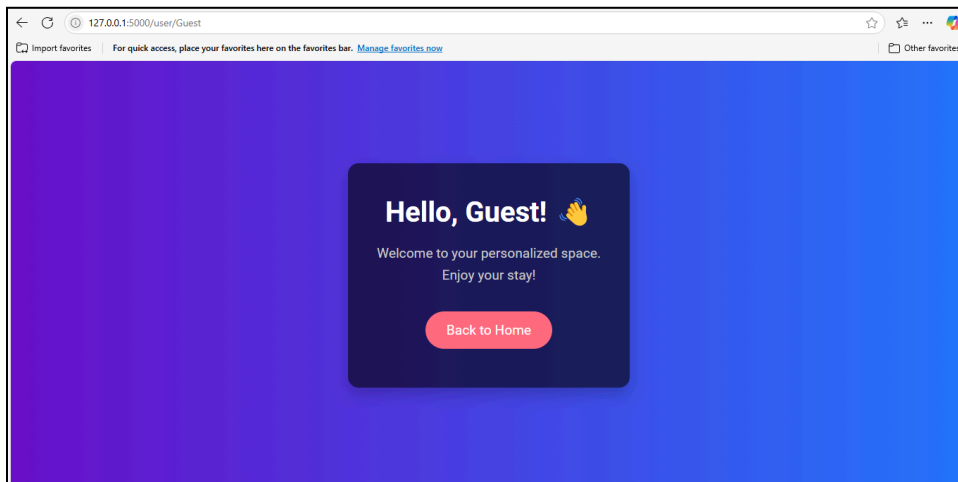 127.0.0.1:5000/user/Guest
Import favorites For quick access, place your favorites here on the favorites bar. Manage favorites now Other favorites
Hello, Guest! 👋
Welcome to your personalized space.
Enjoy your stay!
Back to Home